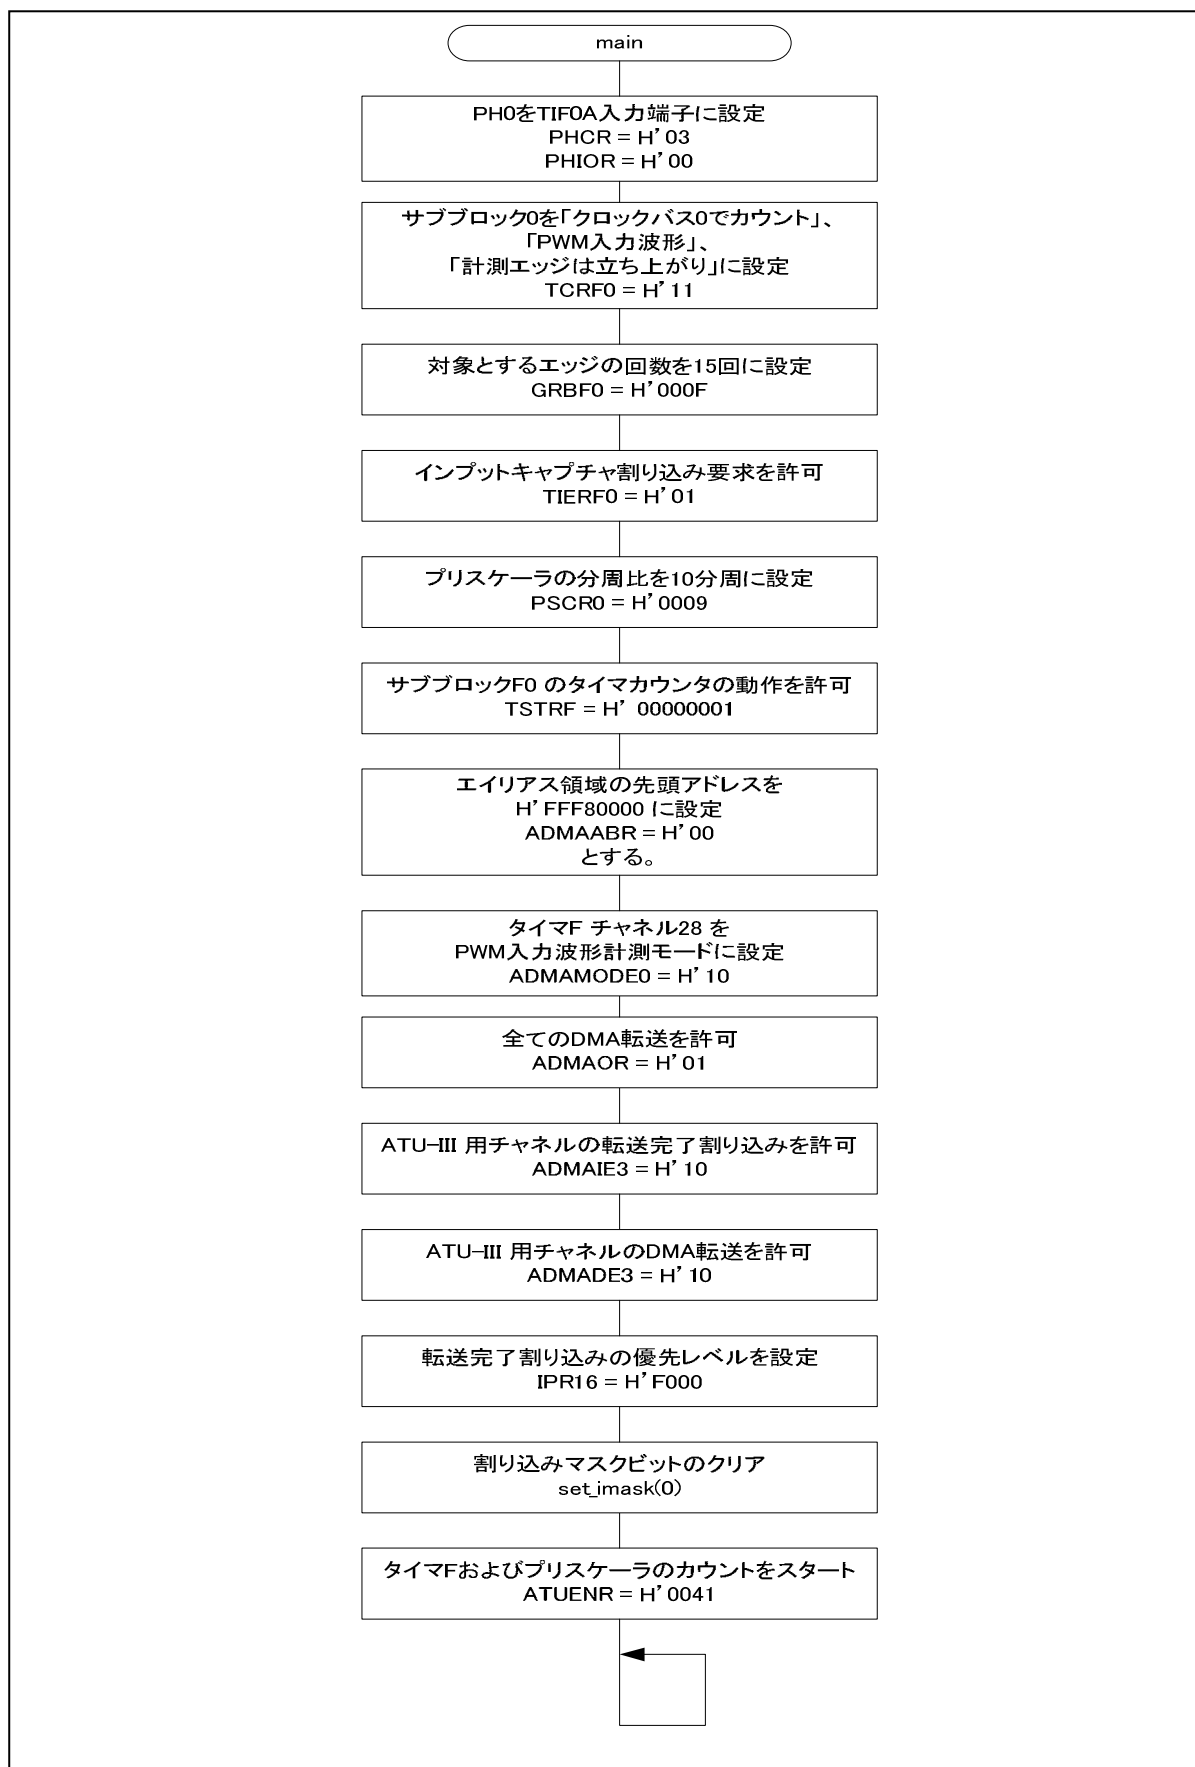 main
PH0をTIF0A入力端子に設定
PHCR = H'03
PHIOR = H'00
サブブロック0を「クロックバス0でカウント」、
「PWM入力波形」、
「計測エッジは立ち上がり」に設定
TCRF0 = H'11
対象とするエッジの回数を15回に設定
GRBF0 = H'000F
インプットキャプチャ割り込み要求を許可
TIERF0 = H'01
プリスケーラの分周比を10分周に設定
PSCR0 = H'0009
サブブロックF0 のタイマカウンタの動作を許可
TSTRF = H' 00000001
エイリアス領域の先頭アドレスを
H'FFF80000 に設定
ADMAABR = H'00
とする。
タイマF チャネル28 を
PWM入力波形計測モードに設定
ADMAMODE0 = H'10
全てのDMA転送を許可
ADMAOR = H'01
ATU-III 用チャネルの転送完了割り込みを許可
ADMAIE3 = H'10
ATU-III 用チャネルのDMA転送を許可
ADMADE3 = H'10
転送完了割り込みの優先レベルを設定
IPR16 = H'F000
割り込みマスクビットのクリア
set_imask(0)
タイマFおよびプリスケーラのカウントをスタート
ATUENR = H'0041